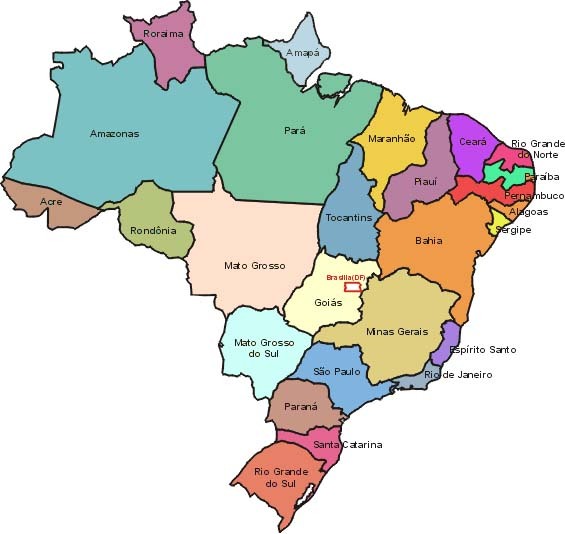 Roraima
Amapá
Amazonas
Pará
Maranhão
Ceará
Rio Grande
do Norte
Piauí
Paraíba
Pernambuco
Acre
Alagoas
Tocantins
Rondônia
Sergipe
Bahia
Mato Grosso
Brasília(DF)
Goiás
Minas Gerais
Mato Grosso
do Sul
Espírito Santo
São Paulo
Rio de Janeiro
Paraná
Santa Catarina
Rio Grande
do Sul